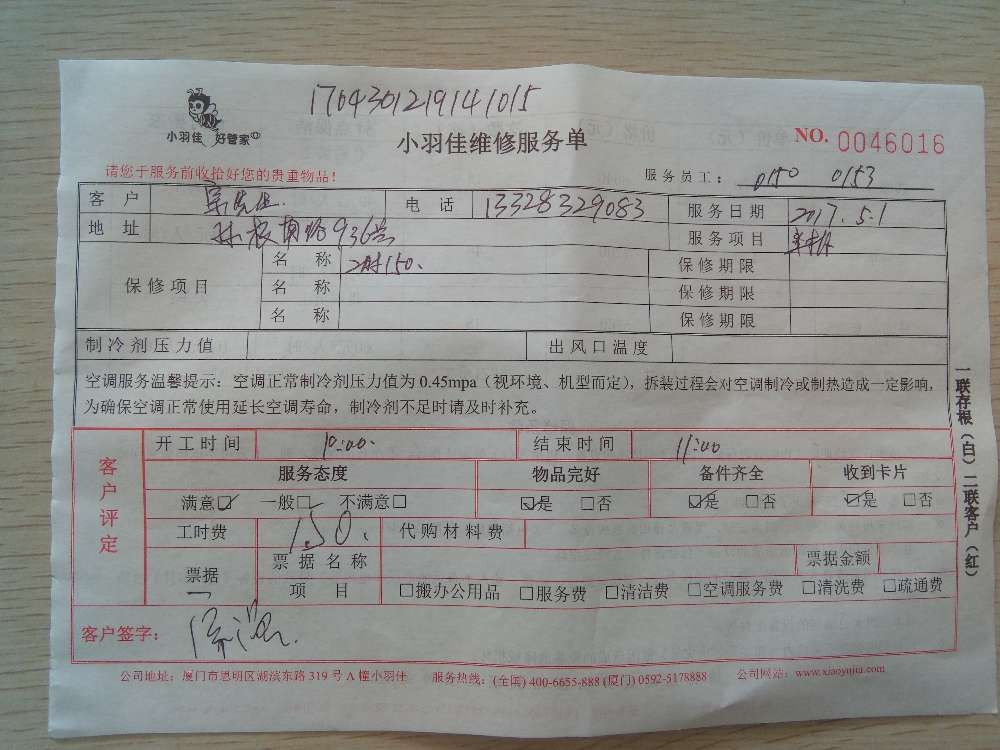 1704301219141015
小羽佳 好管家
小羽佳维修服务单
NO. 0046016
请您于服务前收拾好您的贵重物品！
服务员工： 0150 0153
客户 电话 13328329083 服务日期 2017.5.1
地址 936号 服务项目
保修项目 名称 150. 保修期限
名称 保修期限
名称 保修期限
制冷剂压力值 出风口温度
空调服务温馨提示：空调正常制冷剂压力值为0.45mpa（视环境、机型而定），拆装过程会对空调制冷或制热造成一定影响，
为确保空调正常使用延长空调寿命，制冷剂不足时请及时补充。
客户评定
开工时间 10:00. 结束时间 11:00
服务态度 物品完好 备件齐全 收到卡片
满意☑ 一般□ 不满意□ ☑是 □否 ☑是 □否 ☑是 □否
工时费 150. 代购材料费
票据 票据名称 票据金额
项目 □搬办公用品 □服务费 □清洁费 □空调服务费 □清洗费 □疏通费
客户签字：
公司地址：厦门市思明区湖滨东路319号A幢小羽佳 服务热线：(全国) 400-6655-888 (厦门) 0592-5178888 公司网站：www.xiaoyujia.com
一联存根（白）二联客户（红）